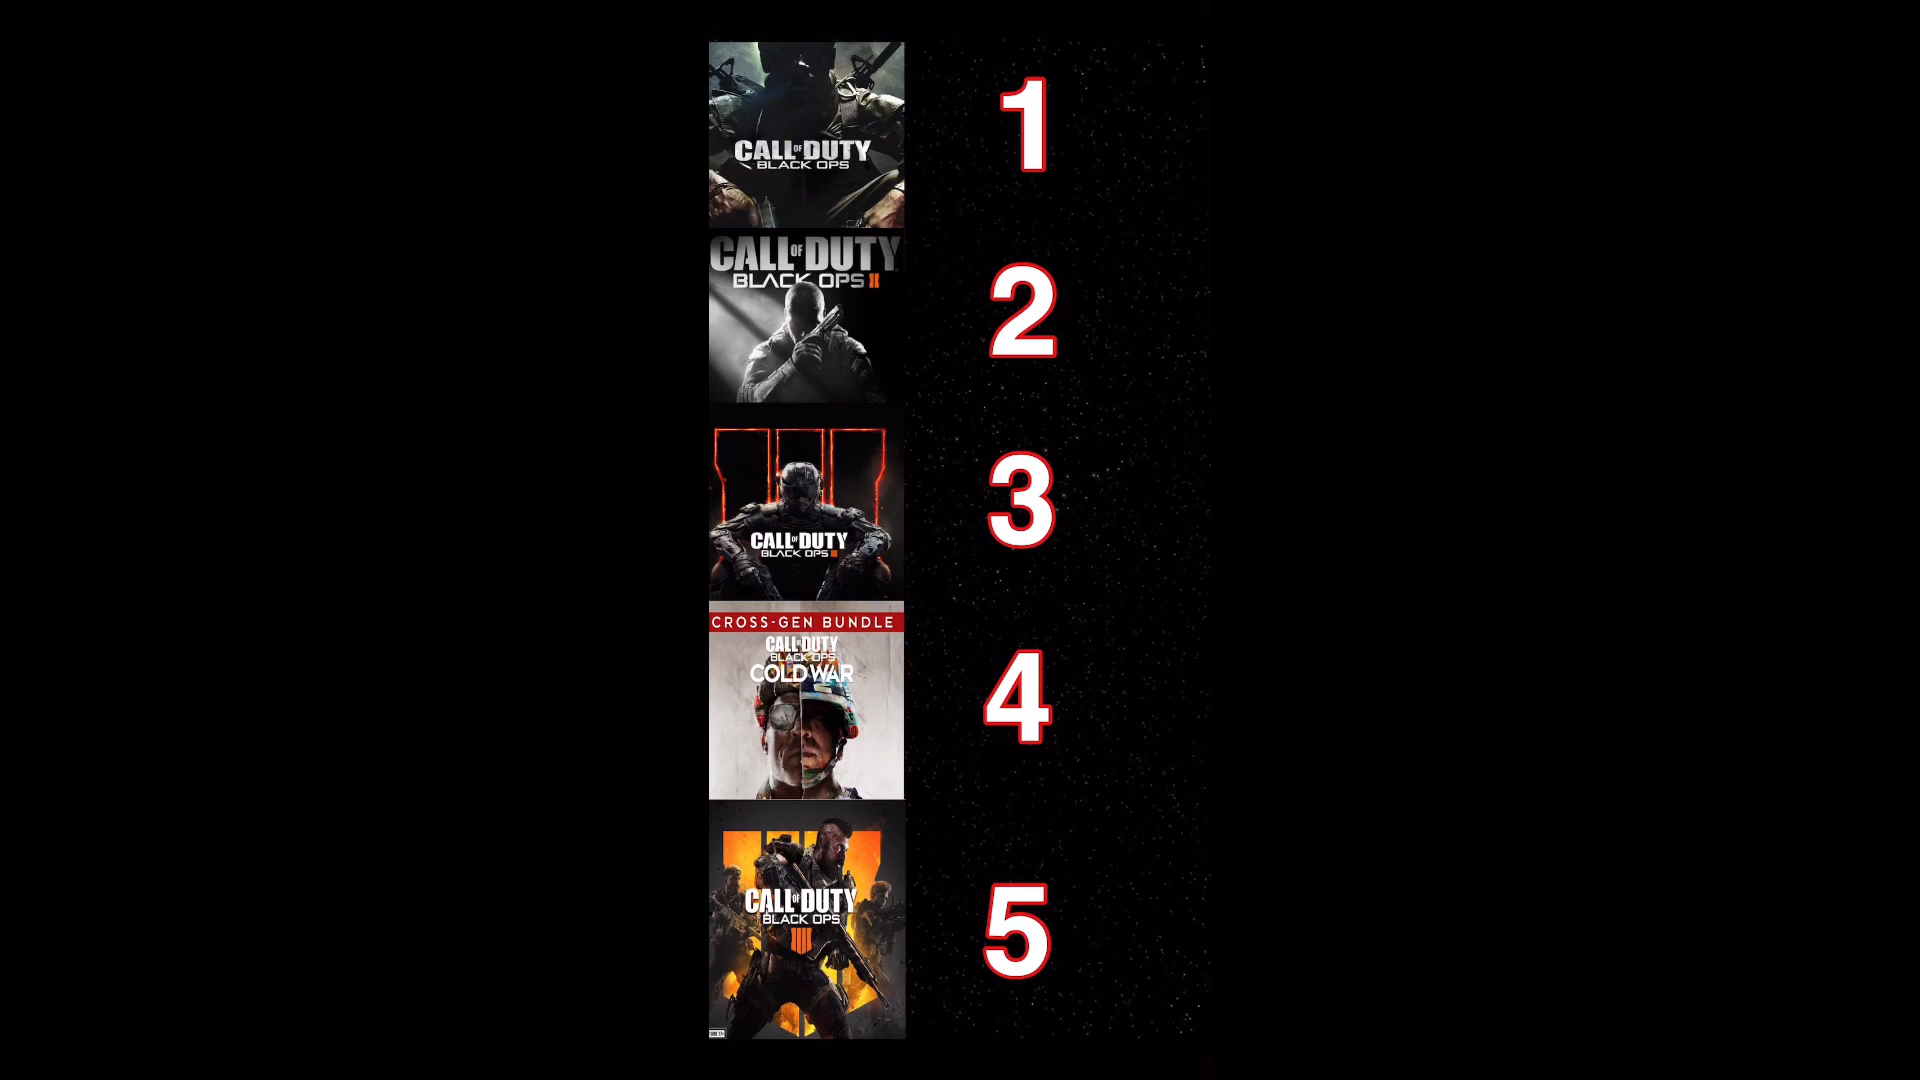 CALL OF DUTY
BLACK OPS
1
CALL OF DUTY
BLACK OPS II
2
CALL OF DUTY
BLACK OPS III
3
CROSS-GEN BUNDLE
CALL OF DUTY
BLACK OPS
COLD WAR
4
CALL OF DUTY
BLACK OPS
IIII
5